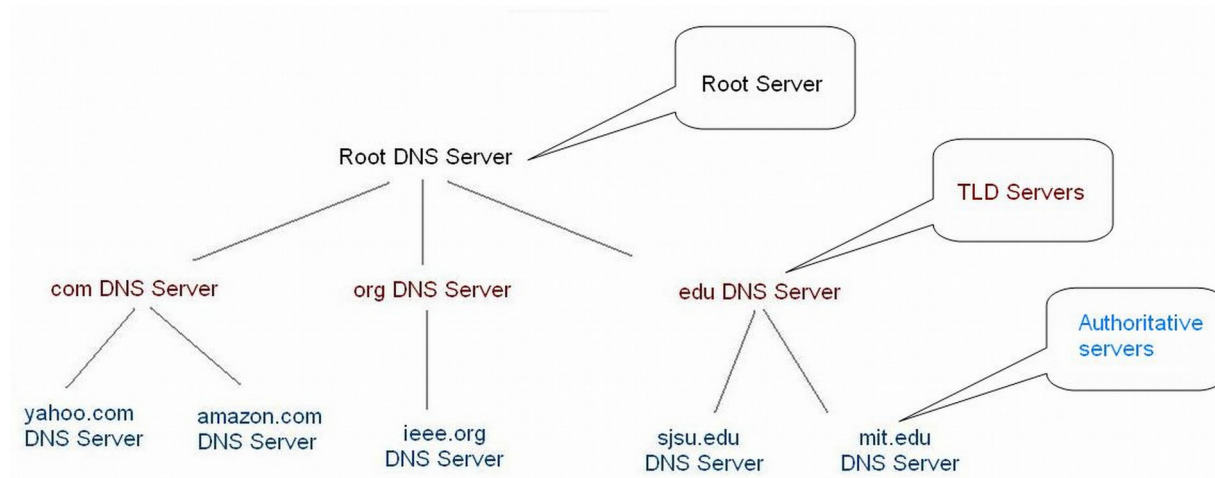 Root Server
Root DNS Server
TLD Servers
com DNS Server
org DNS Server
edu DNS Server
Authoritative
servers
yahoo.com
DNS Server
amazon.com
DNS Server
ieee.org
DNS Server
sjsu.edu
DNS Server
mit.edu
DNS Server